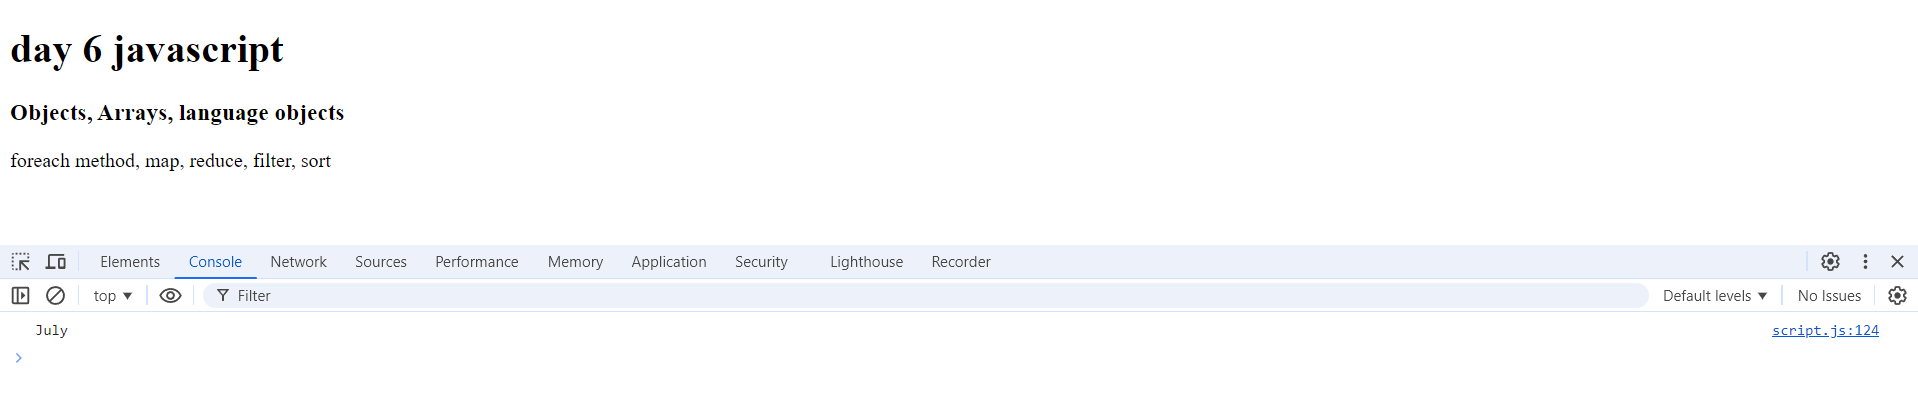 day 6 javascript
Objects, Arrays, language objects
foreach method, map, reduce, filter, sort
Elements Console Network Sources Performance Memory Application Security Lighthouse Recorder
top Filter Default levels No Issues
July script.js:124